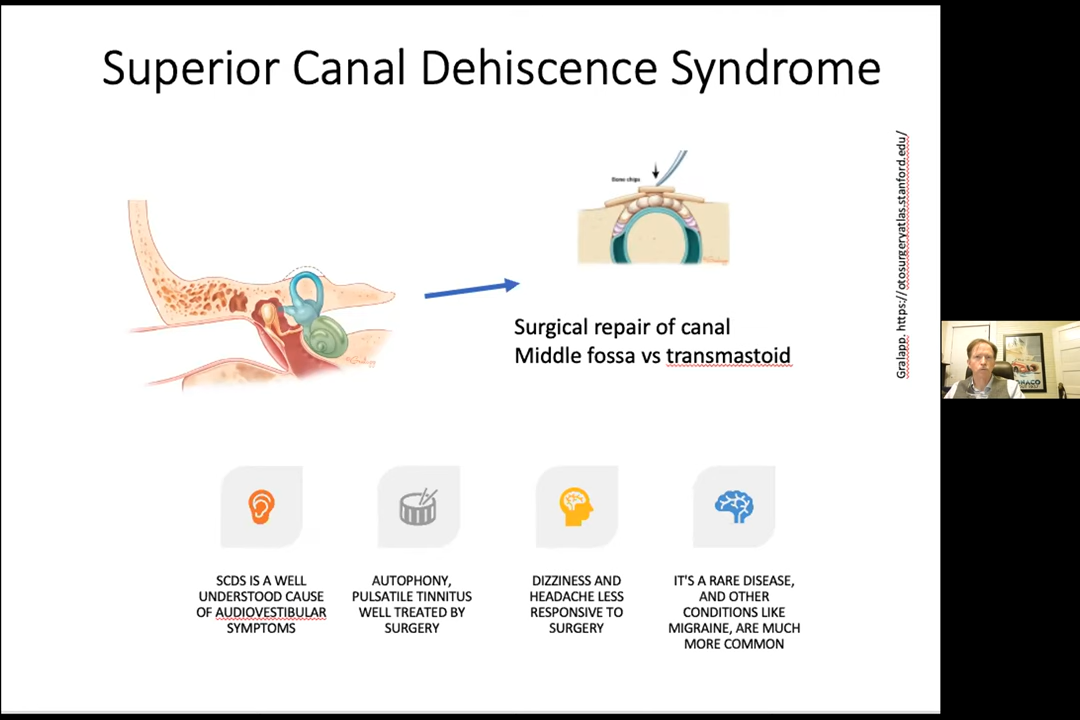 Superior Canal Dehiscence Syndrome
Bone chips
Surgical repair of canal
Middle fossa vs transmastoid
Gralapp. https://otosurgeryatlas.stanford.edu/
SCDS IS A WELL
UNDERSTOOD CAUSE
OF AUDIOVESTIBULAR
SYMPTOMS
AUTOPHONY,
PULSATILE TINNITUS
WELL TREATED BY
SURGERY
DIZZINESS AND
HEADACHE LESS
RESPONSIVE TO
SURGERY
IT'S A RARE DISEASE,
AND OTHER
CONDITIONS LIKE
MIGRAINE, ARE MUCH
MORE COMMON